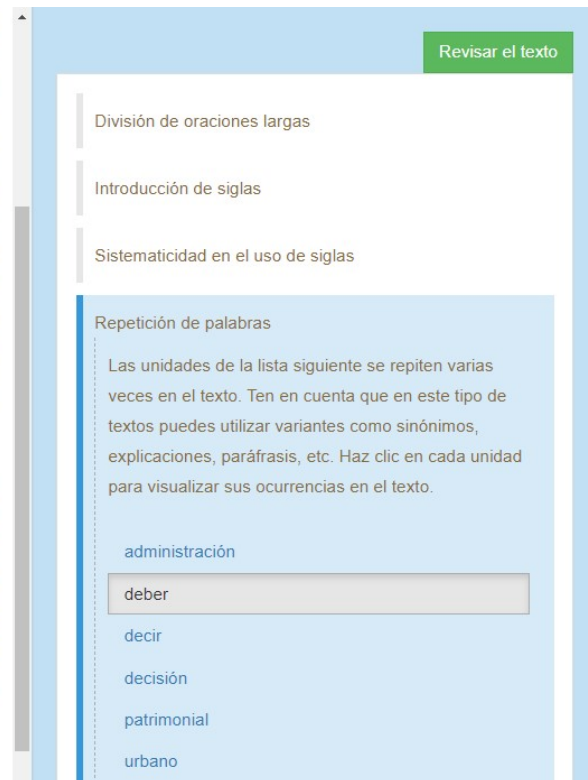 Revisar el texto
División de oraciones largas
Introducción de siglas
Sistematicidad en el uso de siglas
Repetición de palabras
Las unidades de la lista siguiente se repiten varias
veces en el texto. Ten en cuenta que en este tipo de
textos puedes utilizar variantes como sinónimos,
explicaciones, paráfrasis, etc. Haz clic en cada unidad
para visualizar sus ocurrencias en el texto.
administración
deber
decir
decisión
patrimonial
urbano